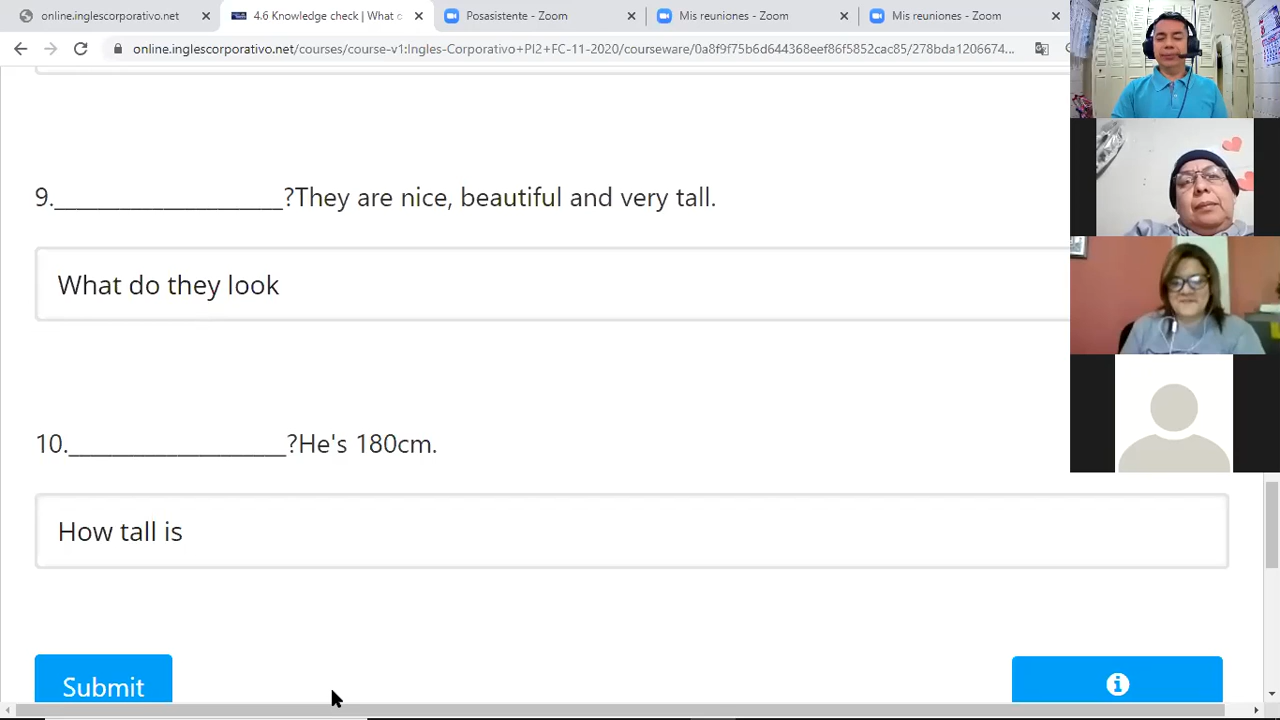 online.inglescorporativo.net
4.6 Knowledge check | What c
Posasistente - Zoom
Mis reuniones - Zoom
Mis reuniones - Zoom
online.inglescorporativo.net/courses/course-v1:Ingles-Corporativo+PI2+FC-11-2020/courseware/0a8f9f75b6d644368eef86f5852cac85/278bda1206674...
9.____________________?They are nice, beautiful and very tall.
What do they look
10.____________________?He's 180cm.
How tall is
Submit